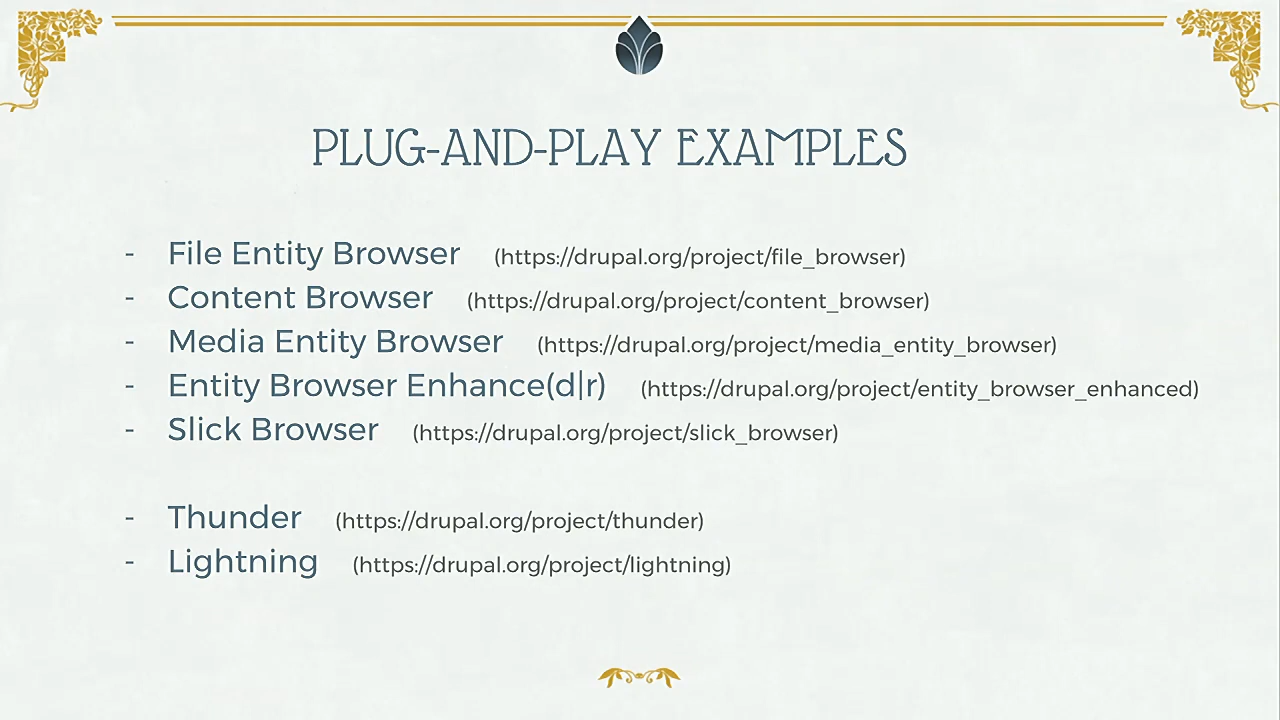 PLUG-AND-PLAY EXAMPLES
- File Entity Browser (https://drupal.org/project/file_browser)
- Content Browser (https://drupal.org/project/content_browser)
- Media Entity Browser (https://drupal.org/project/media_entity_browser)
- Entity Browser Enhance(d|r) (https://drupal.org/project/entity_browser_enhanced)
- Slick Browser (https://drupal.org/project/slick_browser)
- Thunder (https://drupal.org/project/thunder)
- Lightning (https://drupal.org/project/lightning)